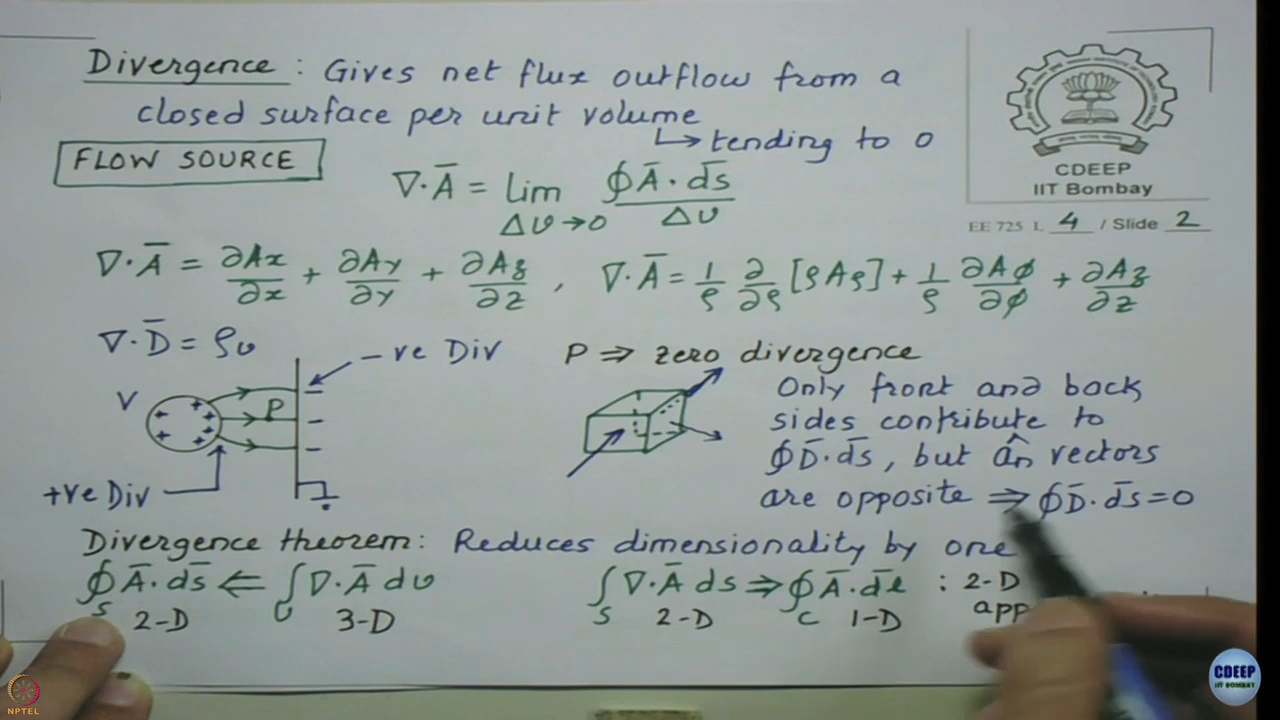 Divergence : Gives net flux outflow from a
closed surface per unit volume
↳ tending to 0
FLOW SOURCE
∇·Ā = lim Δv→0 ∮Ā·ds̄ / Δv
CDEEP
IIT Bombay
EE 725 L 4 / Slide 2
∇·Ā = ∂Ax/∂x + ∂Ay/∂y + ∂Az/∂z , ∇·Ā = 1/ρ ∂/∂ρ [ρAρ] + 1/ρ ∂Aφ/∂φ + ∂Az/∂z
∇·D̄ = ρv
-ve Div
V
P
+ve Div
P ⇒ zero divergence
Only front and back
sides contribute to
∮D̄·ds̄, but ân vectors
are opposite ⇒ ∮D̄·ds̄=0
Divergence theorem: Reduces dimensionality by one
∮s Ā·ds̄ ⇐ ∫v ∇·Ā dv
2-D 3-D
∫s ∇·Ā ds ⇒ ∮c Ā·dl̄ : 2-D
2-D 1-D app
NPTEL
CDEEP
IIT BOMBAY